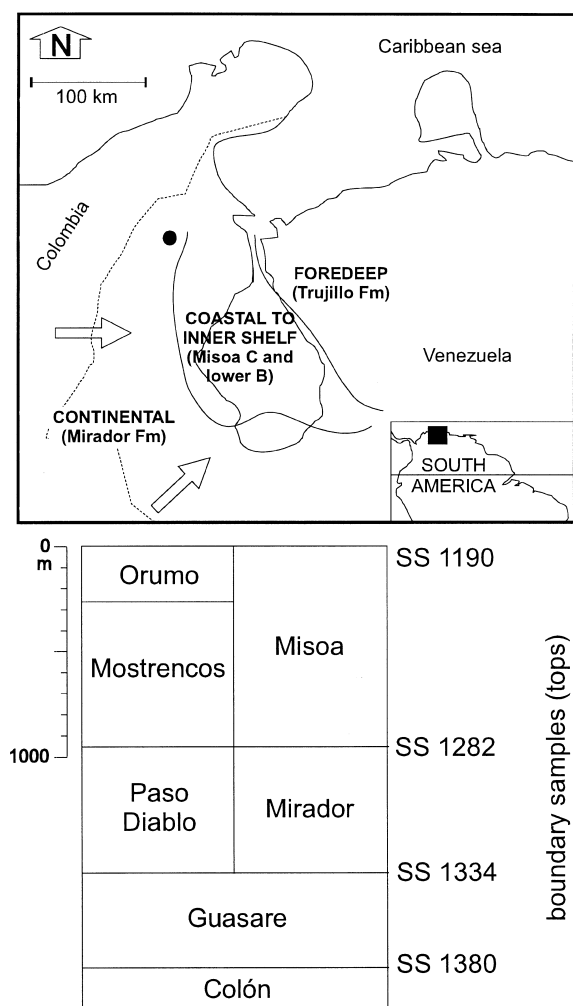 N
Caribbean sea
100 km
Colombia
FOREDEEP
(Trujillo Fm)
COASTAL TO
INNER SHELF
(Misoa C and
lower B)
Venezuela
CONTINENTAL
(Mirador Fm)
SOUTH
AMERICA
0
m
Orumo
SS 1190
Mostrencos
Misoa
1000
SS 1282
Paso
Diablo
Mirador
SS 1334
Guasare
SS 1380
Colón
boundary samples (tops)